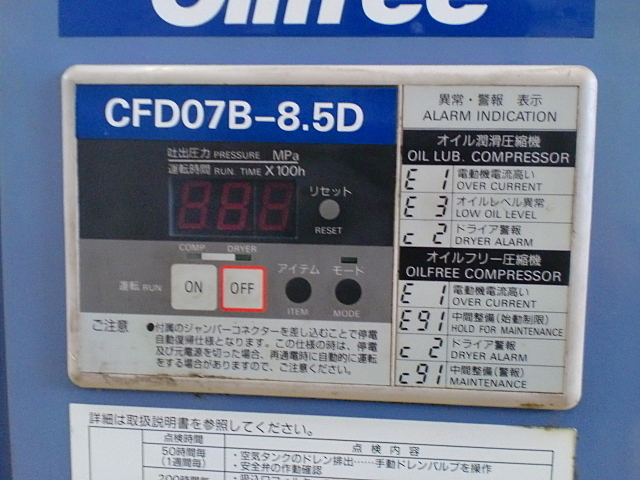 Oilfree
CFD07B-8.5D
吐出圧力 PRESSURE MPa
運転時間 RUN. TIME X100h
リセット
RESET
COMP. DRYER
運転 RUN
ON
OFF
アイテム
ITEM
モード
MODE
ご注意
●付属のジャンパーコネクターを差し込むことで停電
自動復帰仕様となります。この仕様の時は、停電
及び元電源を切った場合、再通電時に自動的に運転
をする場合がありますので、ご注意ください。
異常・警報 表示
ALARM INDICATION
オイル潤滑圧縮機
OIL LUB. COMPRESSOR
E 1 電動機電流高い
OVER CURRENT
E 3 オイルレベル異常
LOW OIL LEVEL
c 2 ドライア警報
DRYER ALARM
オイルフリー圧縮機
OILFREE COMPRESSOR
E 1 電動機電流高い
OVER CURRENT
E91 中間整備(始動制限)
HOLD FOR MAINTENANCE
c 2 ドライア警報
DRYER ALARM
c91 中間整備(警報)
MAINTENANCE
詳細は取扱説明書を参照してください。
点検時間 点検内容
50時間毎
(1週間毎)
・空気タンクのドレン排出……手動ドレンバルブを操作
・安全弁の作動確認
200時間毎